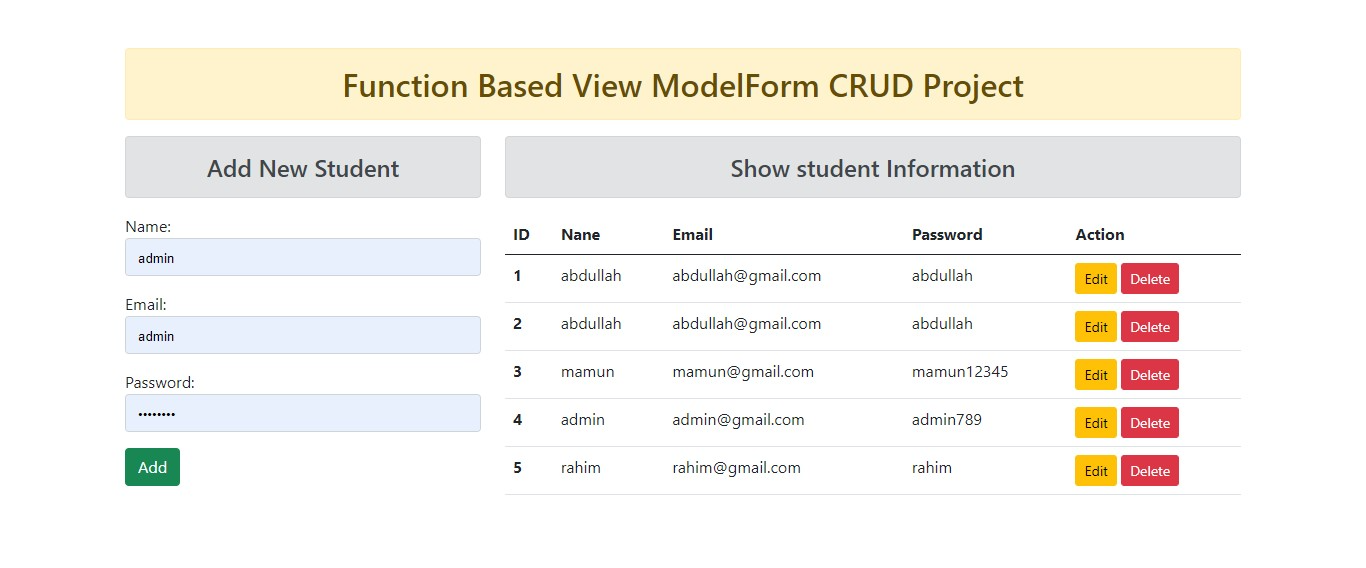 Function Based View ModelForm CRUD Project
Add New Student
Name:
admin
Email:
admin
Password:
••••••••
Add
Show student Information
ID Nane Email Password Action
1 abdullah abdullah@gmail.com abdullah Edit Delete
2 abdullah abdullah@gmail.com abdullah Edit Delete
3 mamun mamun@gmail.com mamun12345 Edit Delete
4 admin admin@gmail.com admin789 Edit Delete
5 rahim rahim@gmail.com rahim Edit Delete